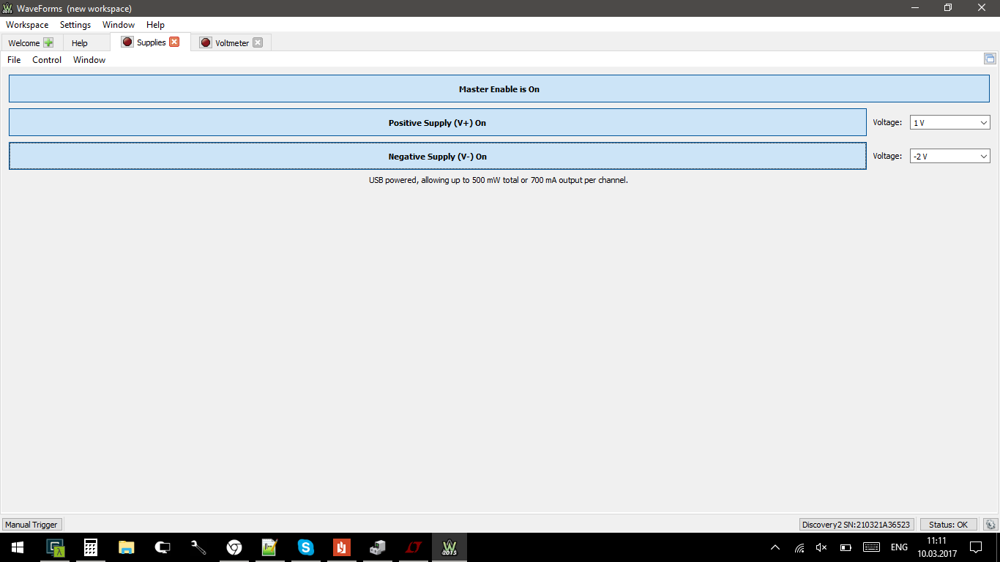 WaveForms (new workspace)
Workspace Settings Window Help
Welcome Help Supplies Voltmeter
File Control Window
Master Enable is On
Positive Supply (V+) On Voltage: 1 V
Negative Supply (V-) On Voltage: -2 V
USB powered, allowing up to 500 mW total or 700 mA output per channel.
Manual Trigger Discovery2 SN:210321A36523 Status: OK
λ W 2015 ENG 11:11
10.03.2017